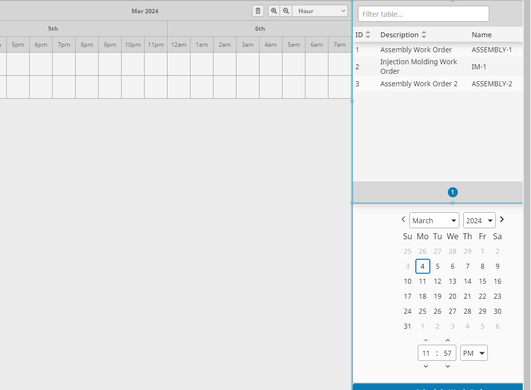 Mar 2024 Hour
5th 6th
5pm 6pm 7pm 8pm 9pm 10pm 11pm 12am 1am 2am 3am 4am 5am 6am 7am
Filter table...
ID Description Name
1 Assembly Work Order ASSEMBLY-1
2 Injection Molding Work Order IM-1
3 Assembly Work Order 2 ASSEMBLY-2
1
March 2024
Su Mo Tu We Th Fr Sa
25 26 27 28 29 1 2
3 4 5 6 7 8 9
10 11 12 13 14 15 16
17 18 19 20 21 22 23
24 25 26 27 28 29 30
31 1 2 3 4 5 6
11 : 57 PM